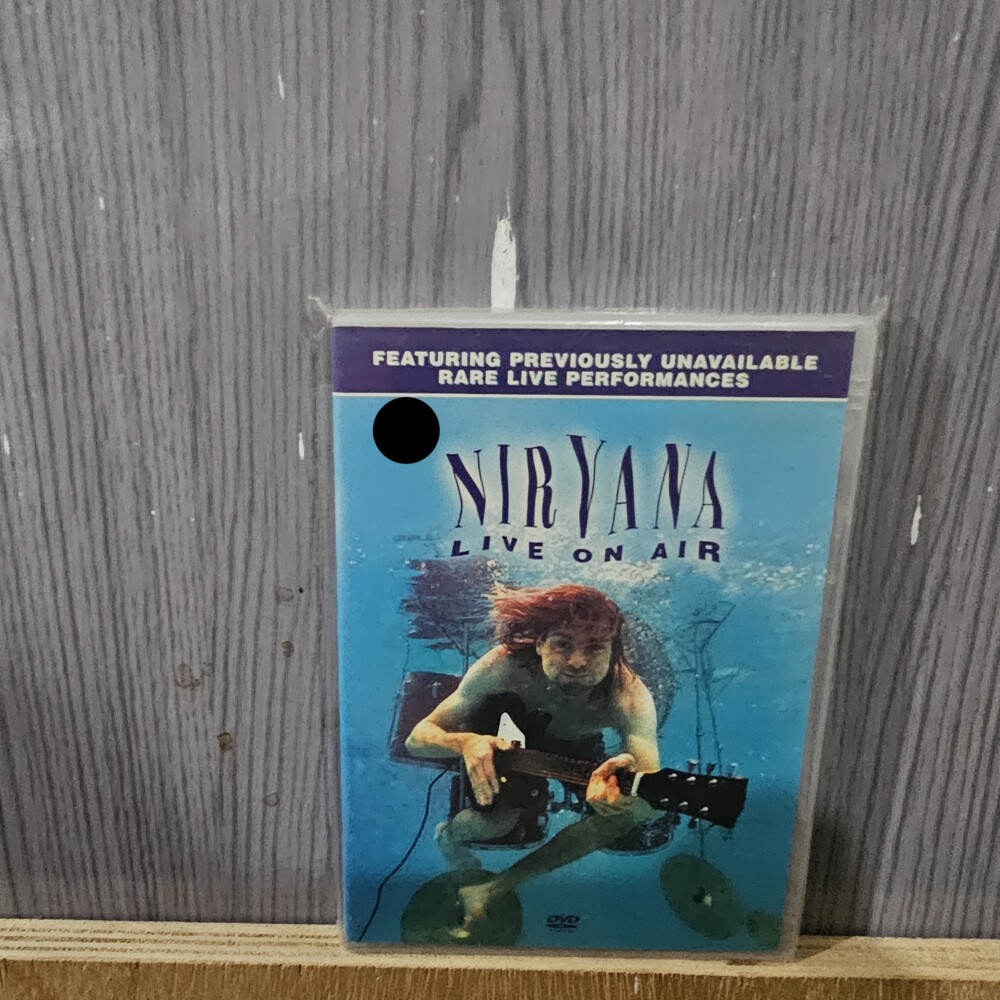 FEATURING PREVIOUSLY UNAVAILABLE
RARE LIVE PERFORMANCES
NIRVANA
LIVE ON AIR
DVD